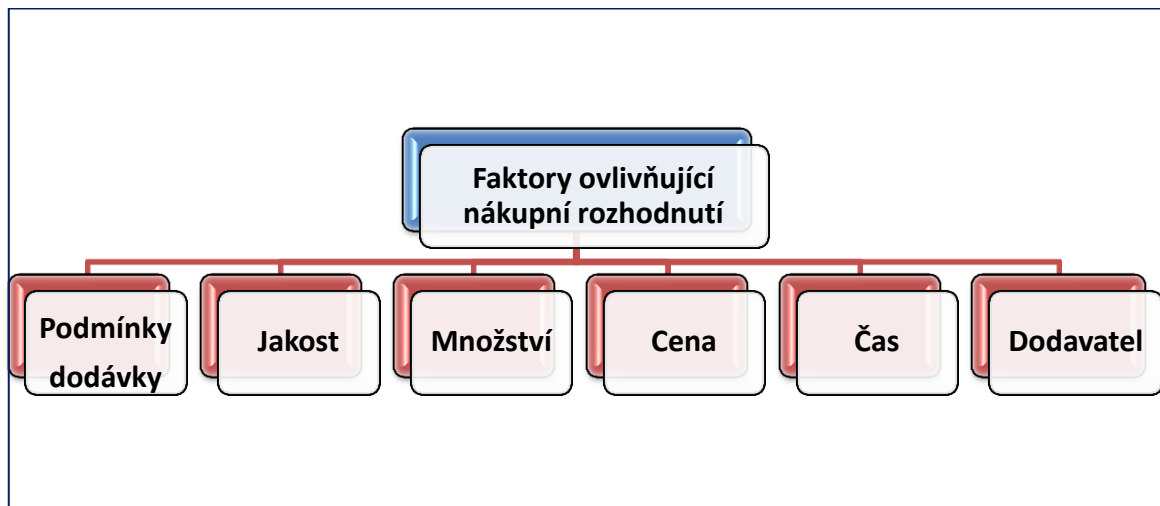 Faktory ovlivňující
nákupní rozhodnutí
Podmínky
dodávky
Jakost
Množství
Cena
Čas
Dodavatel